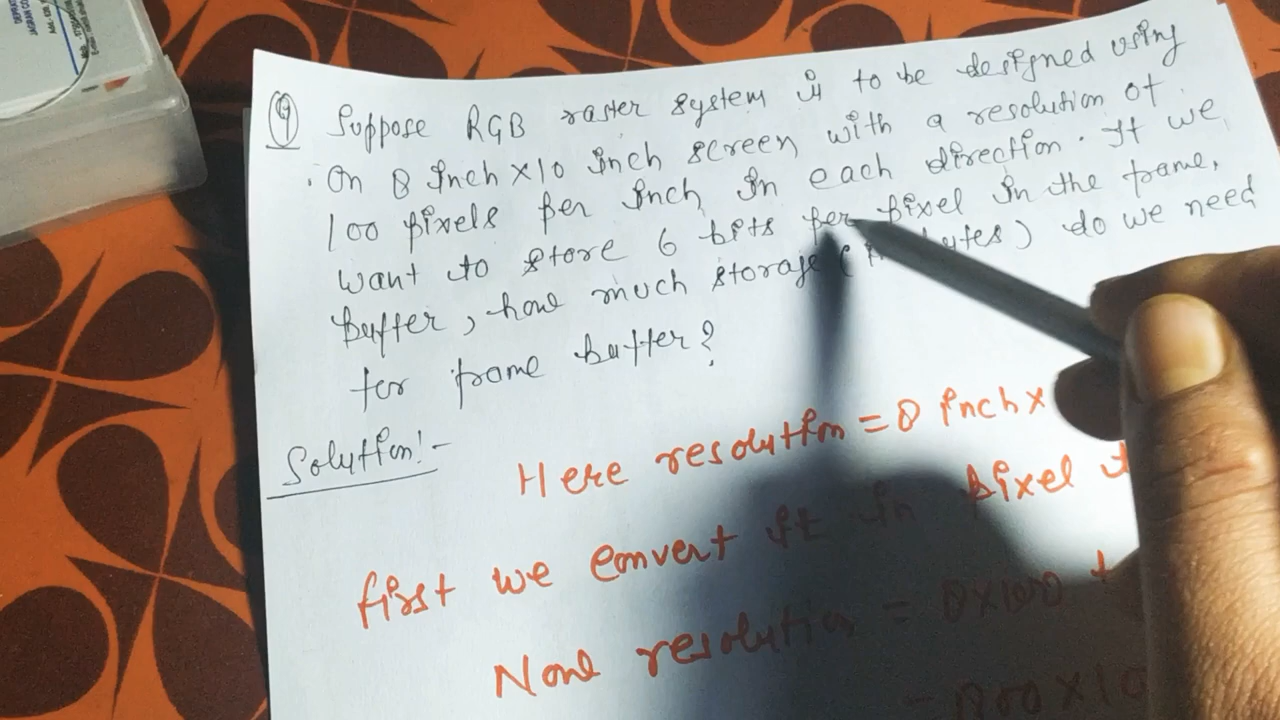 Q Suppose RGB raster system is to be designed using
On 8 inch × 10 inch screen with a resolution of
100 pixels per inch in each direction. If we
want to store 6 bits per pixel in the frame
buffer, how much storage ( bytes) do we need
for frame buffer?
Solution:-
Here resolution = 8 inch ×
first we convert it in pixel
Now resolution = 8×100
= 800 × 10